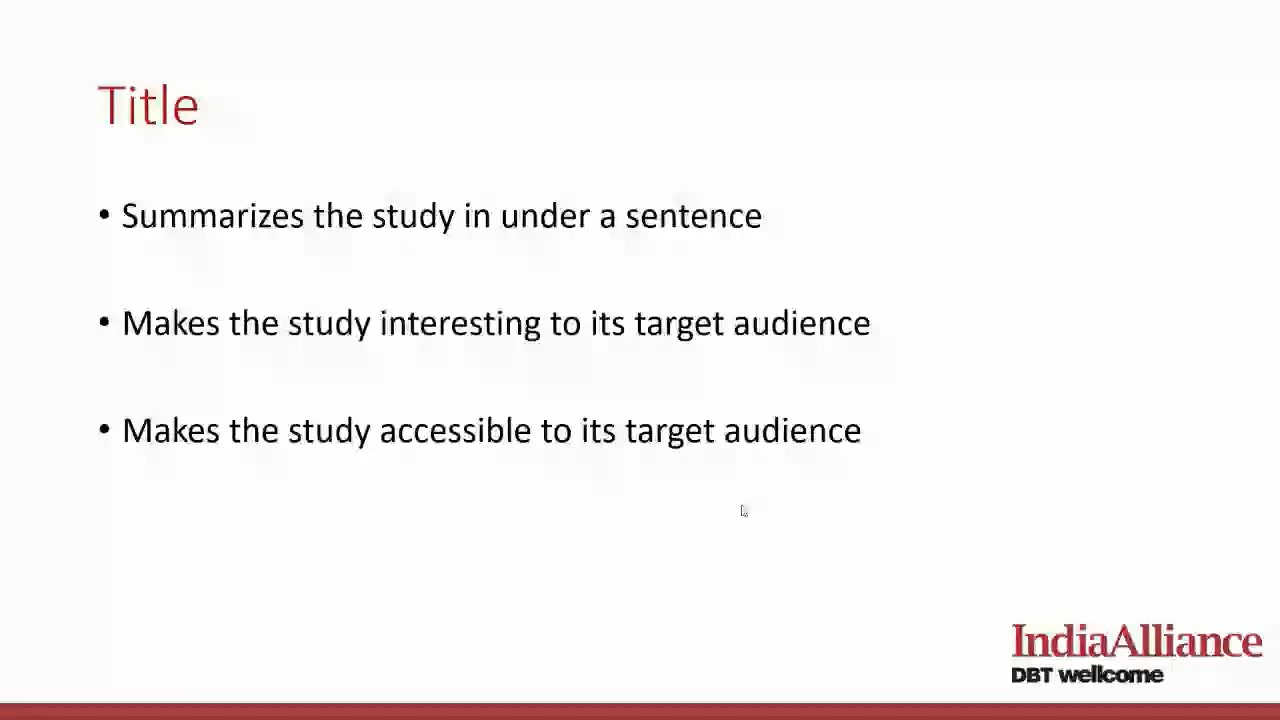 Title
• Summarizes the study in under a sentence
• Makes the study interesting to its target audience
• Makes the study accessible to its target audience
IndiaAlliance
DBT wellcome